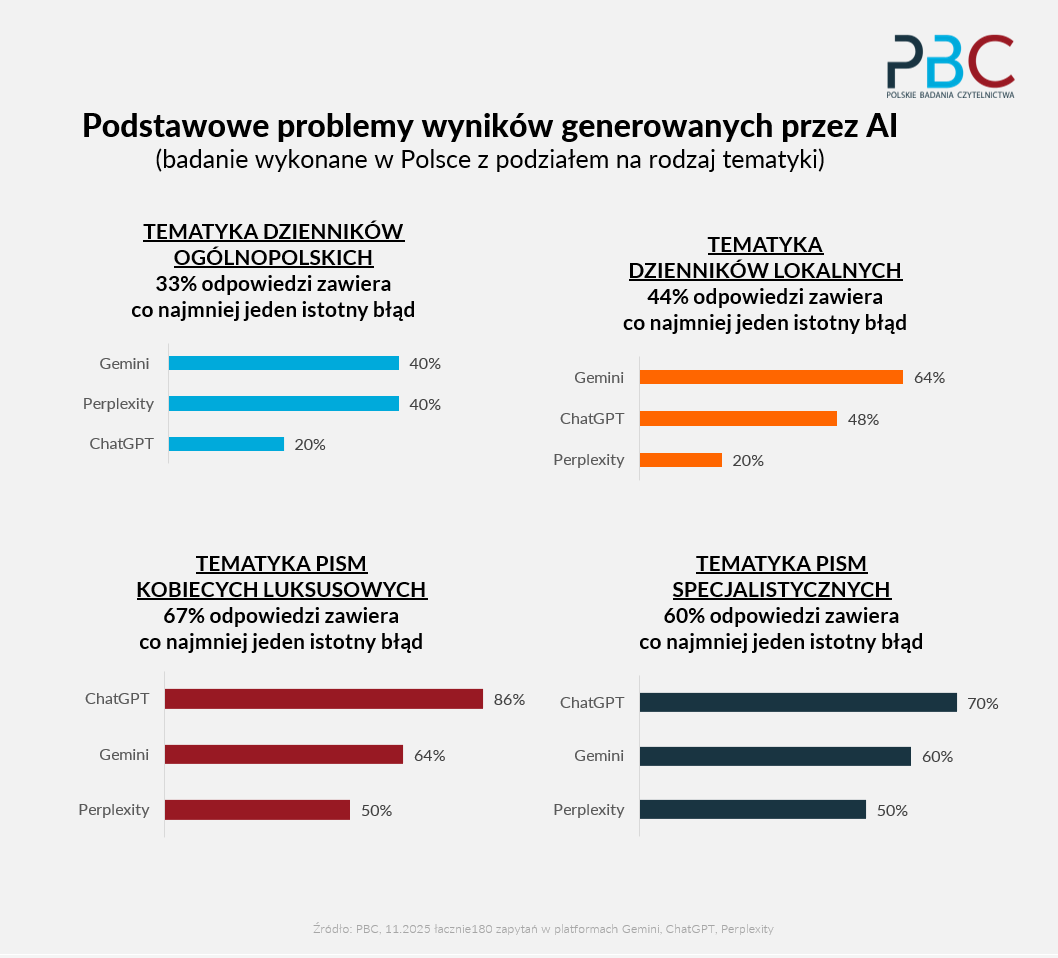 PBC
POLSKIE BADANIA CZYTELNICTWA
Podstawowe problemy wyników generowanych przez AI
(badanie wykonane w Polsce z podziałem na rodzaj tematyki)
TEMATYKA DZIENNIKÓW
OGÓLNOPOLSKICH
33% odpowiedzi zawiera
co najmniej jeden istotny błąd
Gemini 40%
Perplexity 40%
ChatGPT 20%
TEMATYKA
DZIENNIKÓW LOKALNYCH
44% odpowiedzi zawiera
co najmniej jeden istotny błąd
Gemini 64%
ChatGPT 48%
Perplexity 20%
TEMATYKA PISM
KOBIECYCH LUKSUSOWYCH
67% odpowiedzi zawiera
co najmniej jeden istotny błąd
ChatGPT 86%
Gemini 64%
Perplexity 50%
TEMATYKA PISM
SPECJALISTYCZNYCH
60% odpowiedzi zawiera
co najmniej jeden istotny błąd
ChatGPT 70%
Gemini 60%
Perplexity 50%
Źródło: PBC, 11.2025 łacznie180 zapytań w platformach Gemini, ChatGPT, Perplexity